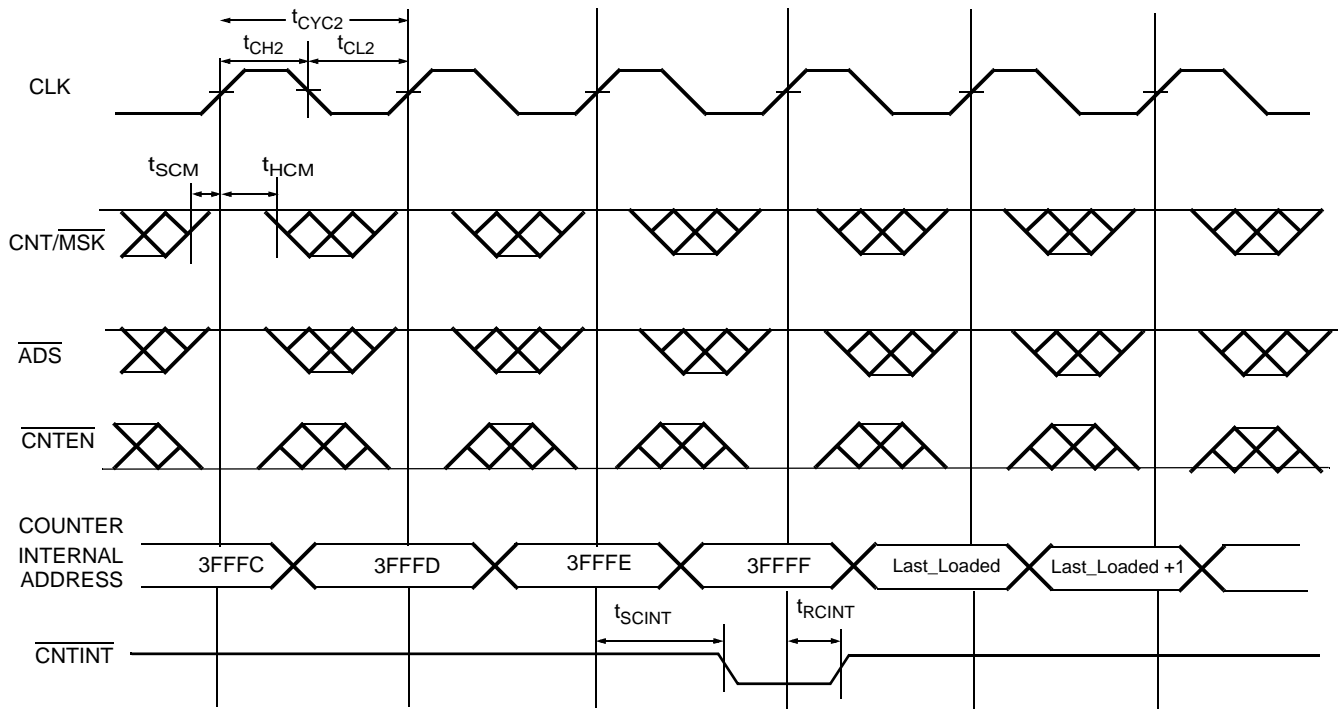 tCYC2
tCH2
tCL2
CLK
tSCM
tHCM
CNT/MSK
ADS
CNTEN
COUNTER
INTERNAL
ADDRESS
3FFFC
3FFFD
3FFFE
3FFFF
Last_Loaded
Last_Loaded +1
tSCINT
tRCINT
CNTINT